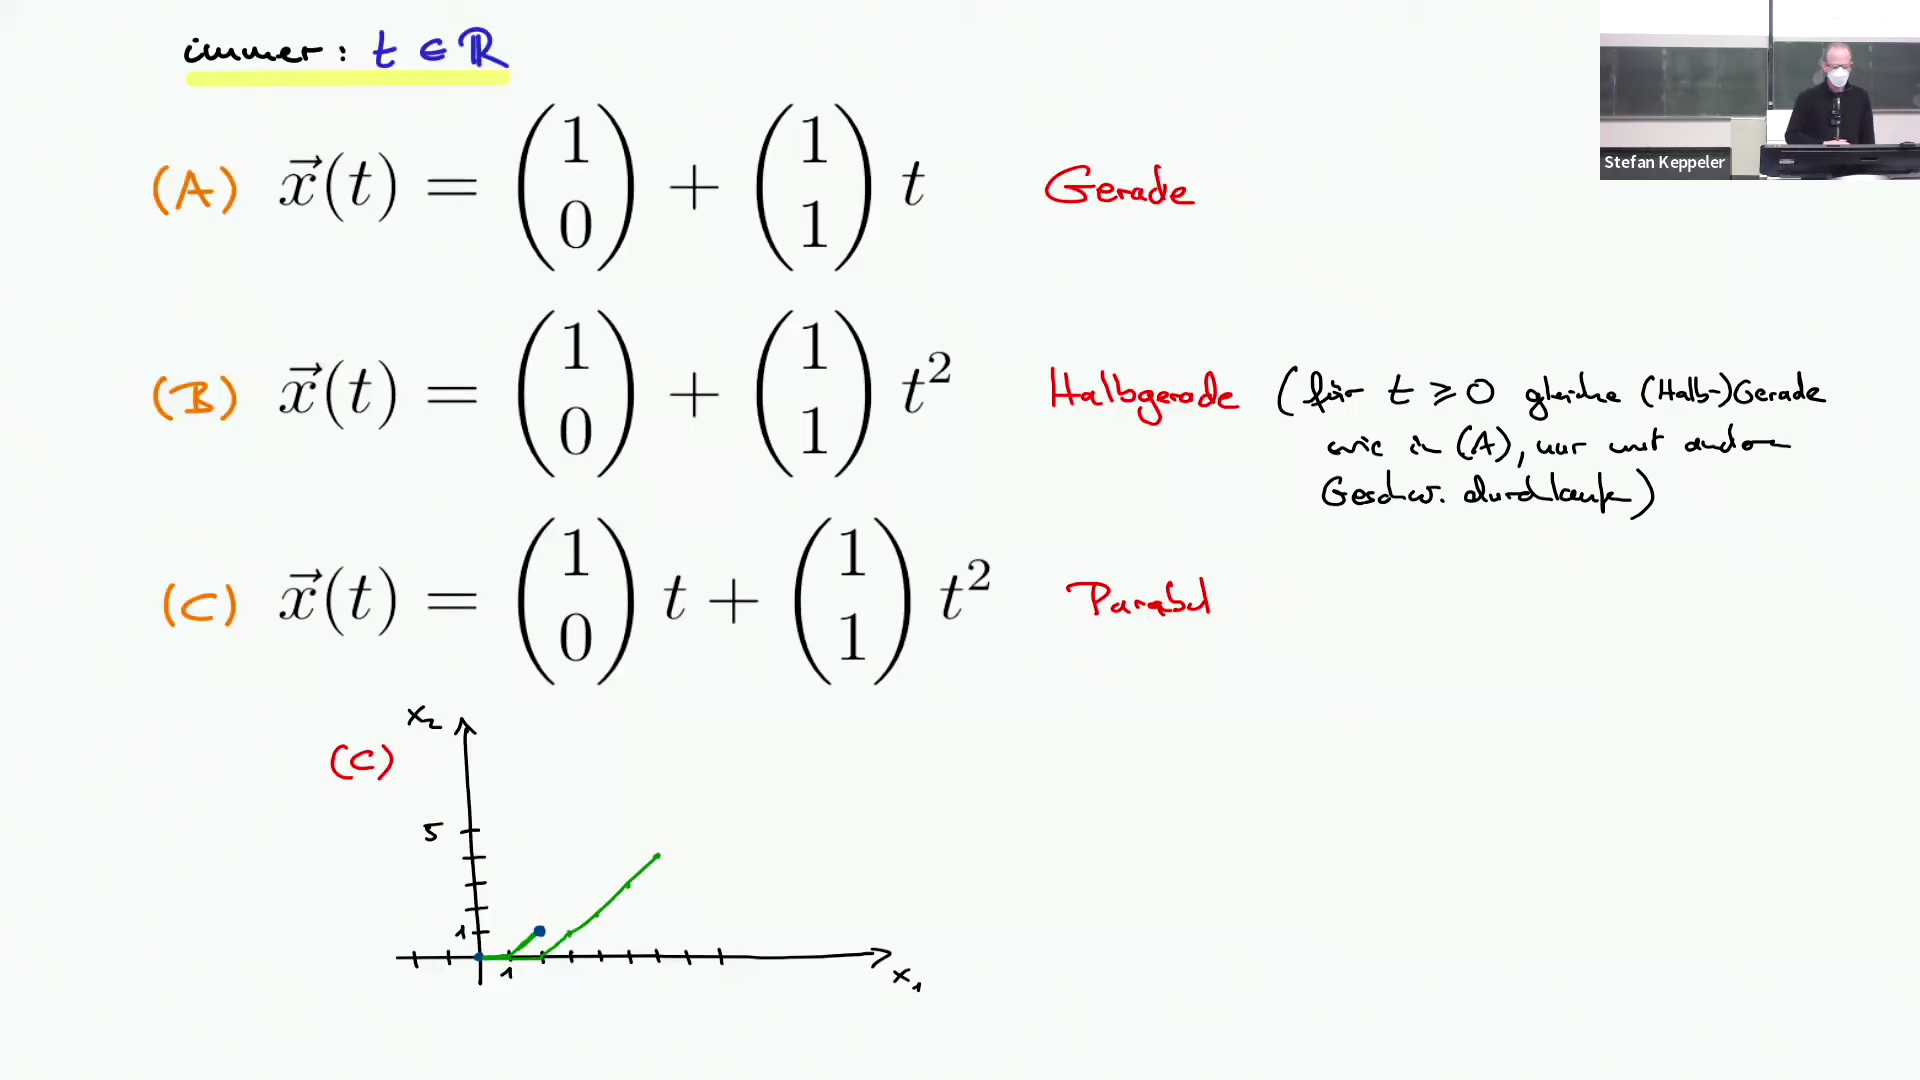 immer: t ∈ ℝ
Stefan Keppeler
(A) x⃗(t) = (1 0) + (1 1) t Gerade
(B) x⃗(t) = (1 0) + (1 1) t² Halbgerade (für t ⩾ 0 gleiche (Halb-)Gerade
wie in (A), nur mit anderer
Geschw. durchlaufen)
(C) x⃗(t) = (1 0) t + (1 1) t² Parabel
(C)
x₂
5
1
1
x₁